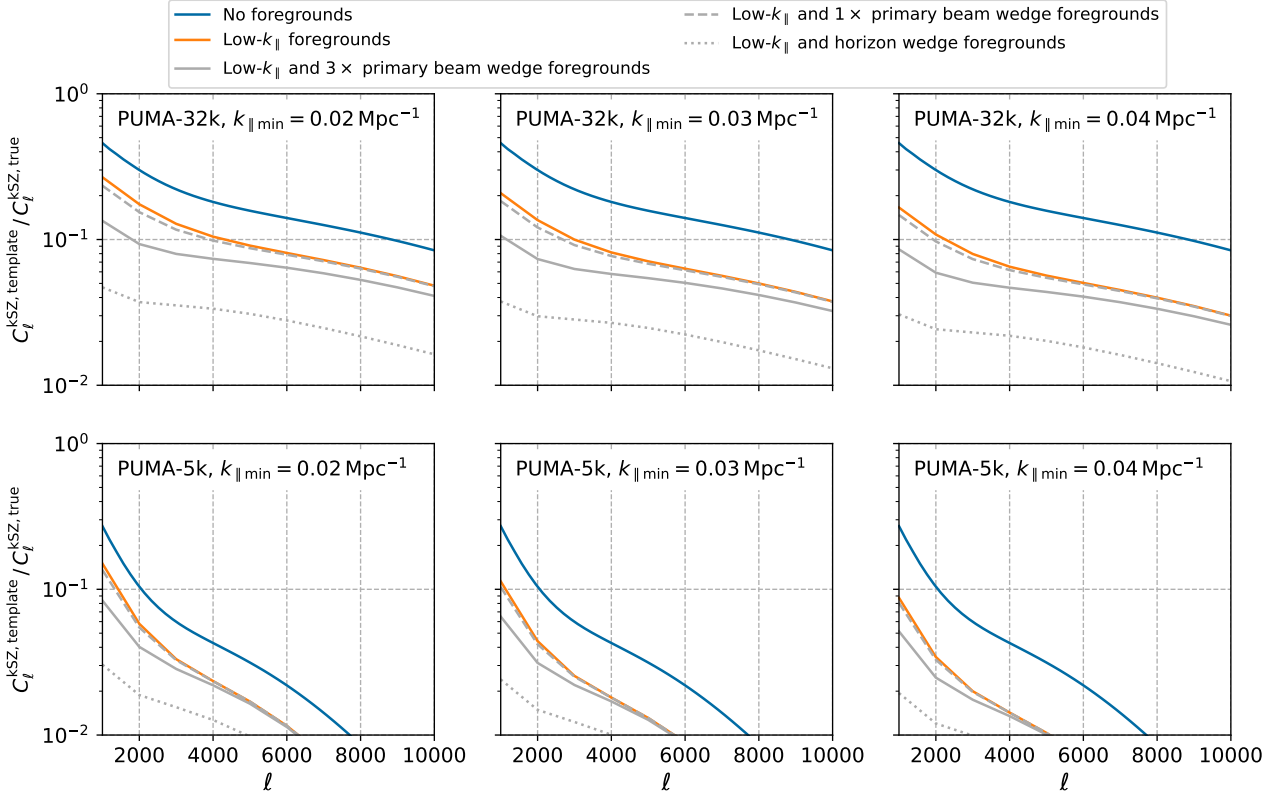 No foregrounds
Low-k∥ foregrounds
Low-k∥ and 3× primary beam wedge foregrounds
Low-k∥ and 1× primary beam wedge foregrounds
Low-k∥ and horizon wedge foregrounds
PUMA-32k, k∥ min = 0.02 Mpc⁻¹
PUMA-32k, k∥ min = 0.03 Mpc⁻¹
PUMA-32k, k∥ min = 0.04 Mpc⁻¹
10⁰
10⁻¹
10⁻²
C_ℓ^{kSZ, template} / C_ℓ^{kSZ, true}
PUMA-5k, k∥ min = 0.02 Mpc⁻¹
PUMA-5k, k∥ min = 0.03 Mpc⁻¹
PUMA-5k, k∥ min = 0.04 Mpc⁻¹
10⁰
10⁻¹
10⁻²
C_ℓ^{kSZ, template} / C_ℓ^{kSZ, true}
2000 4000 6000 8000 10000
2000 4000 6000 8000 10000
2000 4000 6000 8000 10000
ℓ
ℓ
ℓ